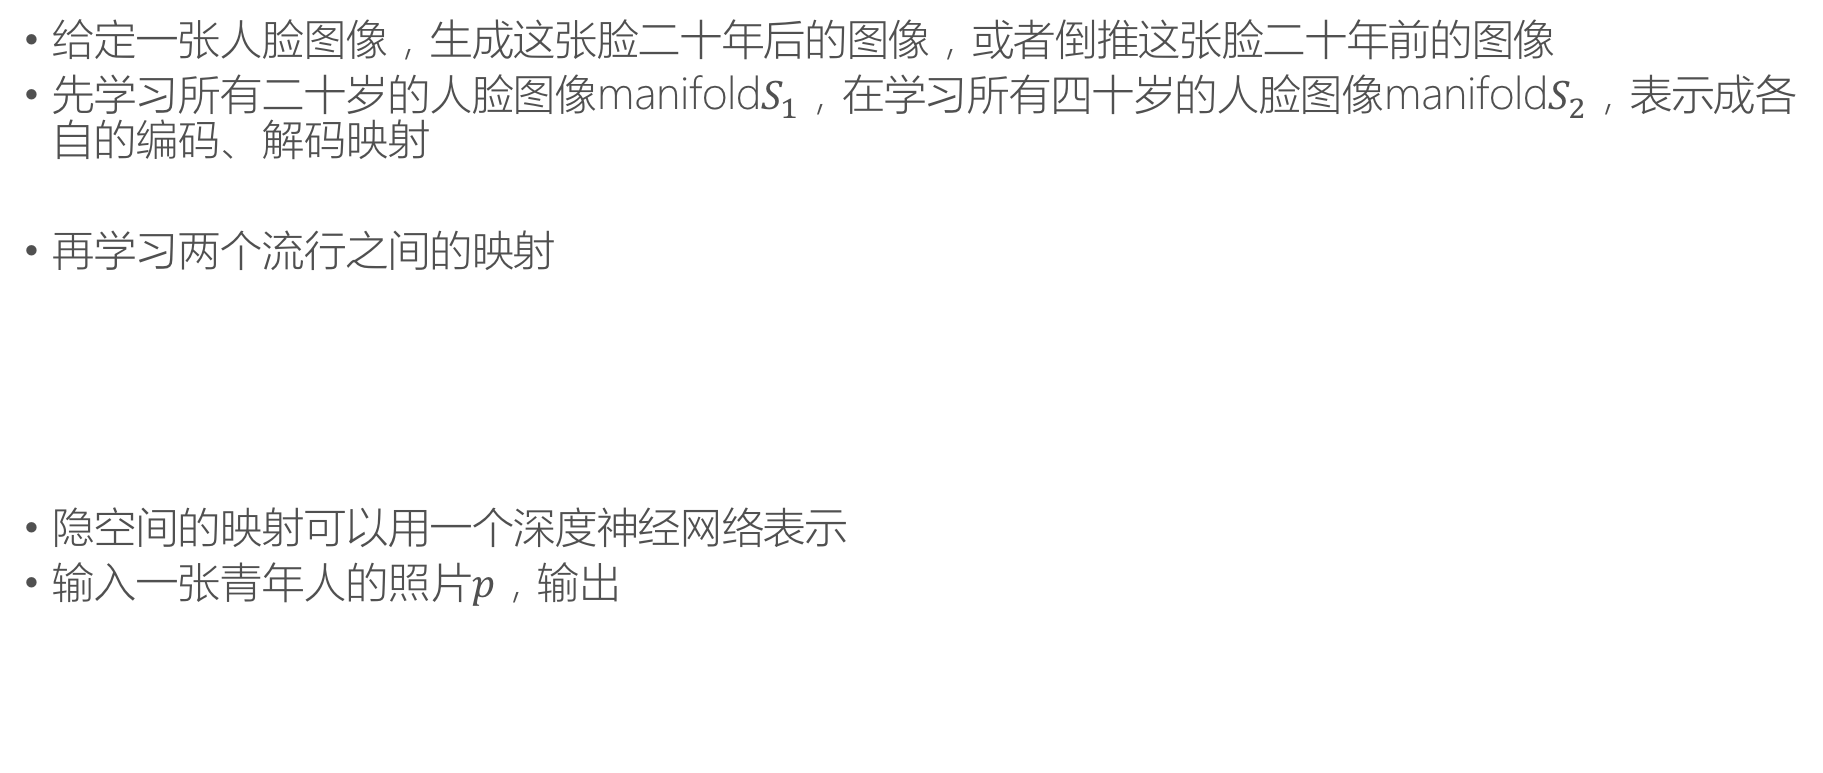 • 给定一张人脸图像，生成这张脸二十年后的图像，或者倒推这张脸二十年前的图像
• 先学习所有二十岁的人脸图像manifold𝑆₁，在学习所有四十岁的人脸图像manifold𝑆₂，表示成各
自的编码、解码映射
• 再学习两个流行之间的映射
• 隐空间的映射可以用一个深度神经网络表示
• 输入一张青年人的照片𝑝，输出